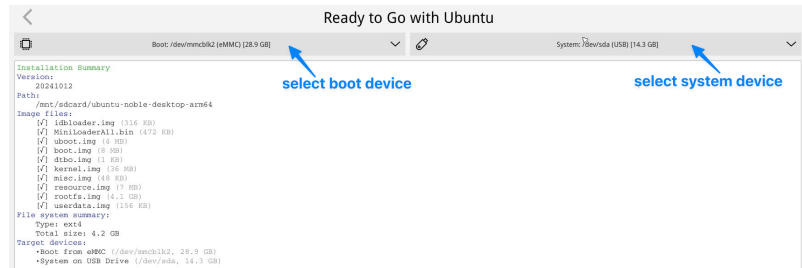 Ready to Go with Ubuntu
Boot: /dev/mmcblk2 (eMMC) [28.9 GB]
System: /dev/sda (USB) [14.3 GB]
select boot device
select system device
Installation Summary
Version:
20241012
Path:
/mnt/sdcard/ubuntu-noble-desktop-arm64
Image files:
[√] idbloader.img (316 KB)
[√] MiniLoaderAll.bin (472 KB)
[√] uboot.img (4 MB)
[√] boot.img (8 MB)
[√] dtbo.img (1 KB)
[√] kernel.img (36 MB)
[√] misc.img (48 KB)
[√] resource.img (7 MB)
[√] rootfs.img (4.1 GB)
[√] userdata.img (156 KB)
File system summary:
Type: ext4
Total size: 4.2 GB
Target devices:
•Boot from eMMC (/dev/mmcblk2, 28.9 GB)
•System on USB Drive (/dev/sda, 14.3 GB)